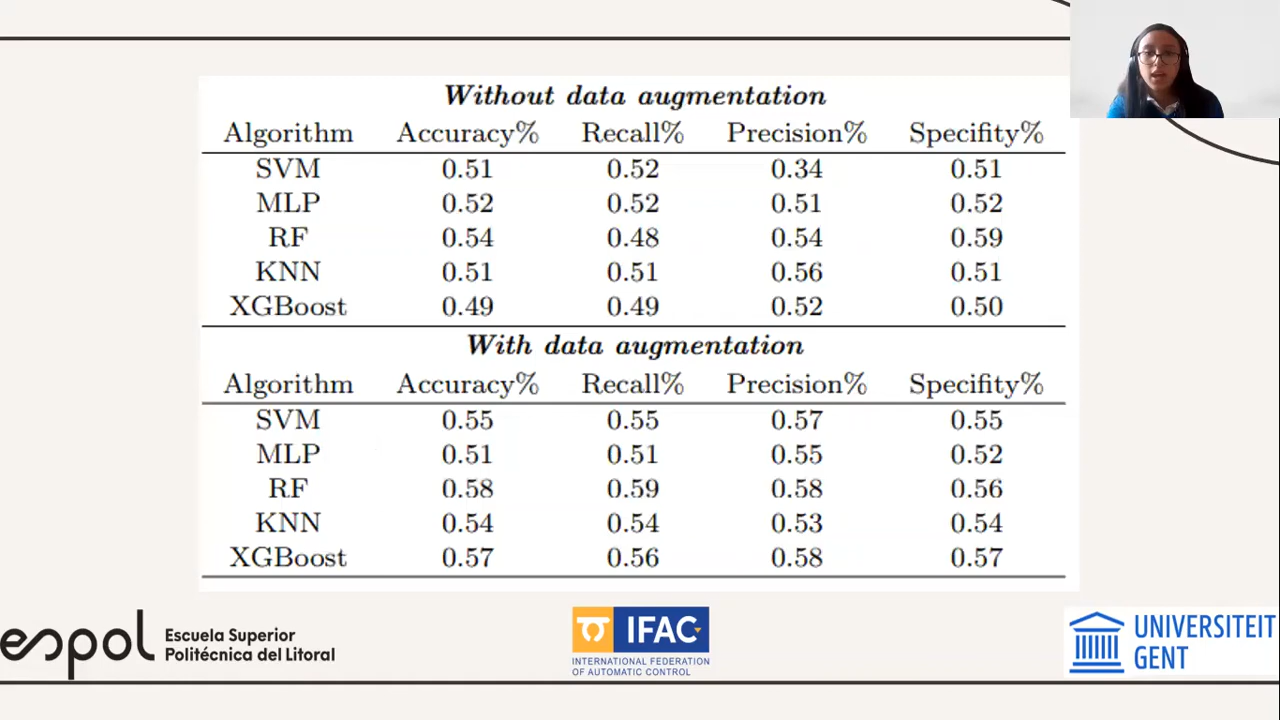 Without data augmentation
Algorithm Accuracy% Recall% Precision% Specifity%
SVM 0.51 0.52 0.34 0.51
MLP 0.52 0.52 0.51 0.52
RF 0.54 0.48 0.54 0.59
KNN 0.51 0.51 0.56 0.51
XGBoost 0.49 0.49 0.52 0.50
With data augmentation
Algorithm Accuracy% Recall% Precision% Specifity%
SVM 0.55 0.55 0.57 0.55
MLP 0.51 0.51 0.55 0.52
RF 0.58 0.59 0.58 0.56
KNN 0.54 0.54 0.53 0.54
XGBoost 0.57 0.56 0.58 0.57
espol
Escuela Superior
Politécnica del Litoral
IFAC
INTERNATIONAL FEDERATION
OF AUTOMATIC CONTROL
UNIVERSITEIT
GENT